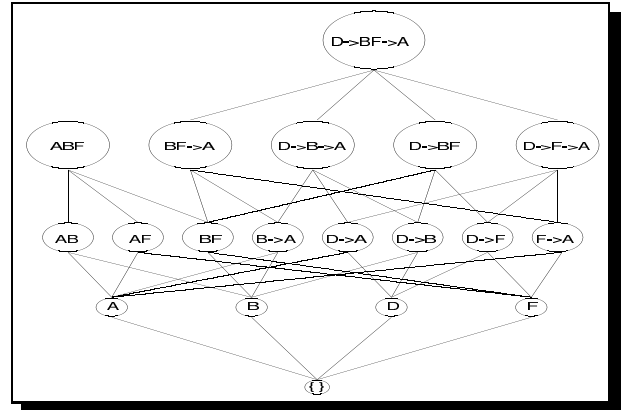 D->BF->A
ABF BF->A D->B->A D->BF D->F->A
AB AF BF B->A D->A D->B D->F F->A
A B D F
{}